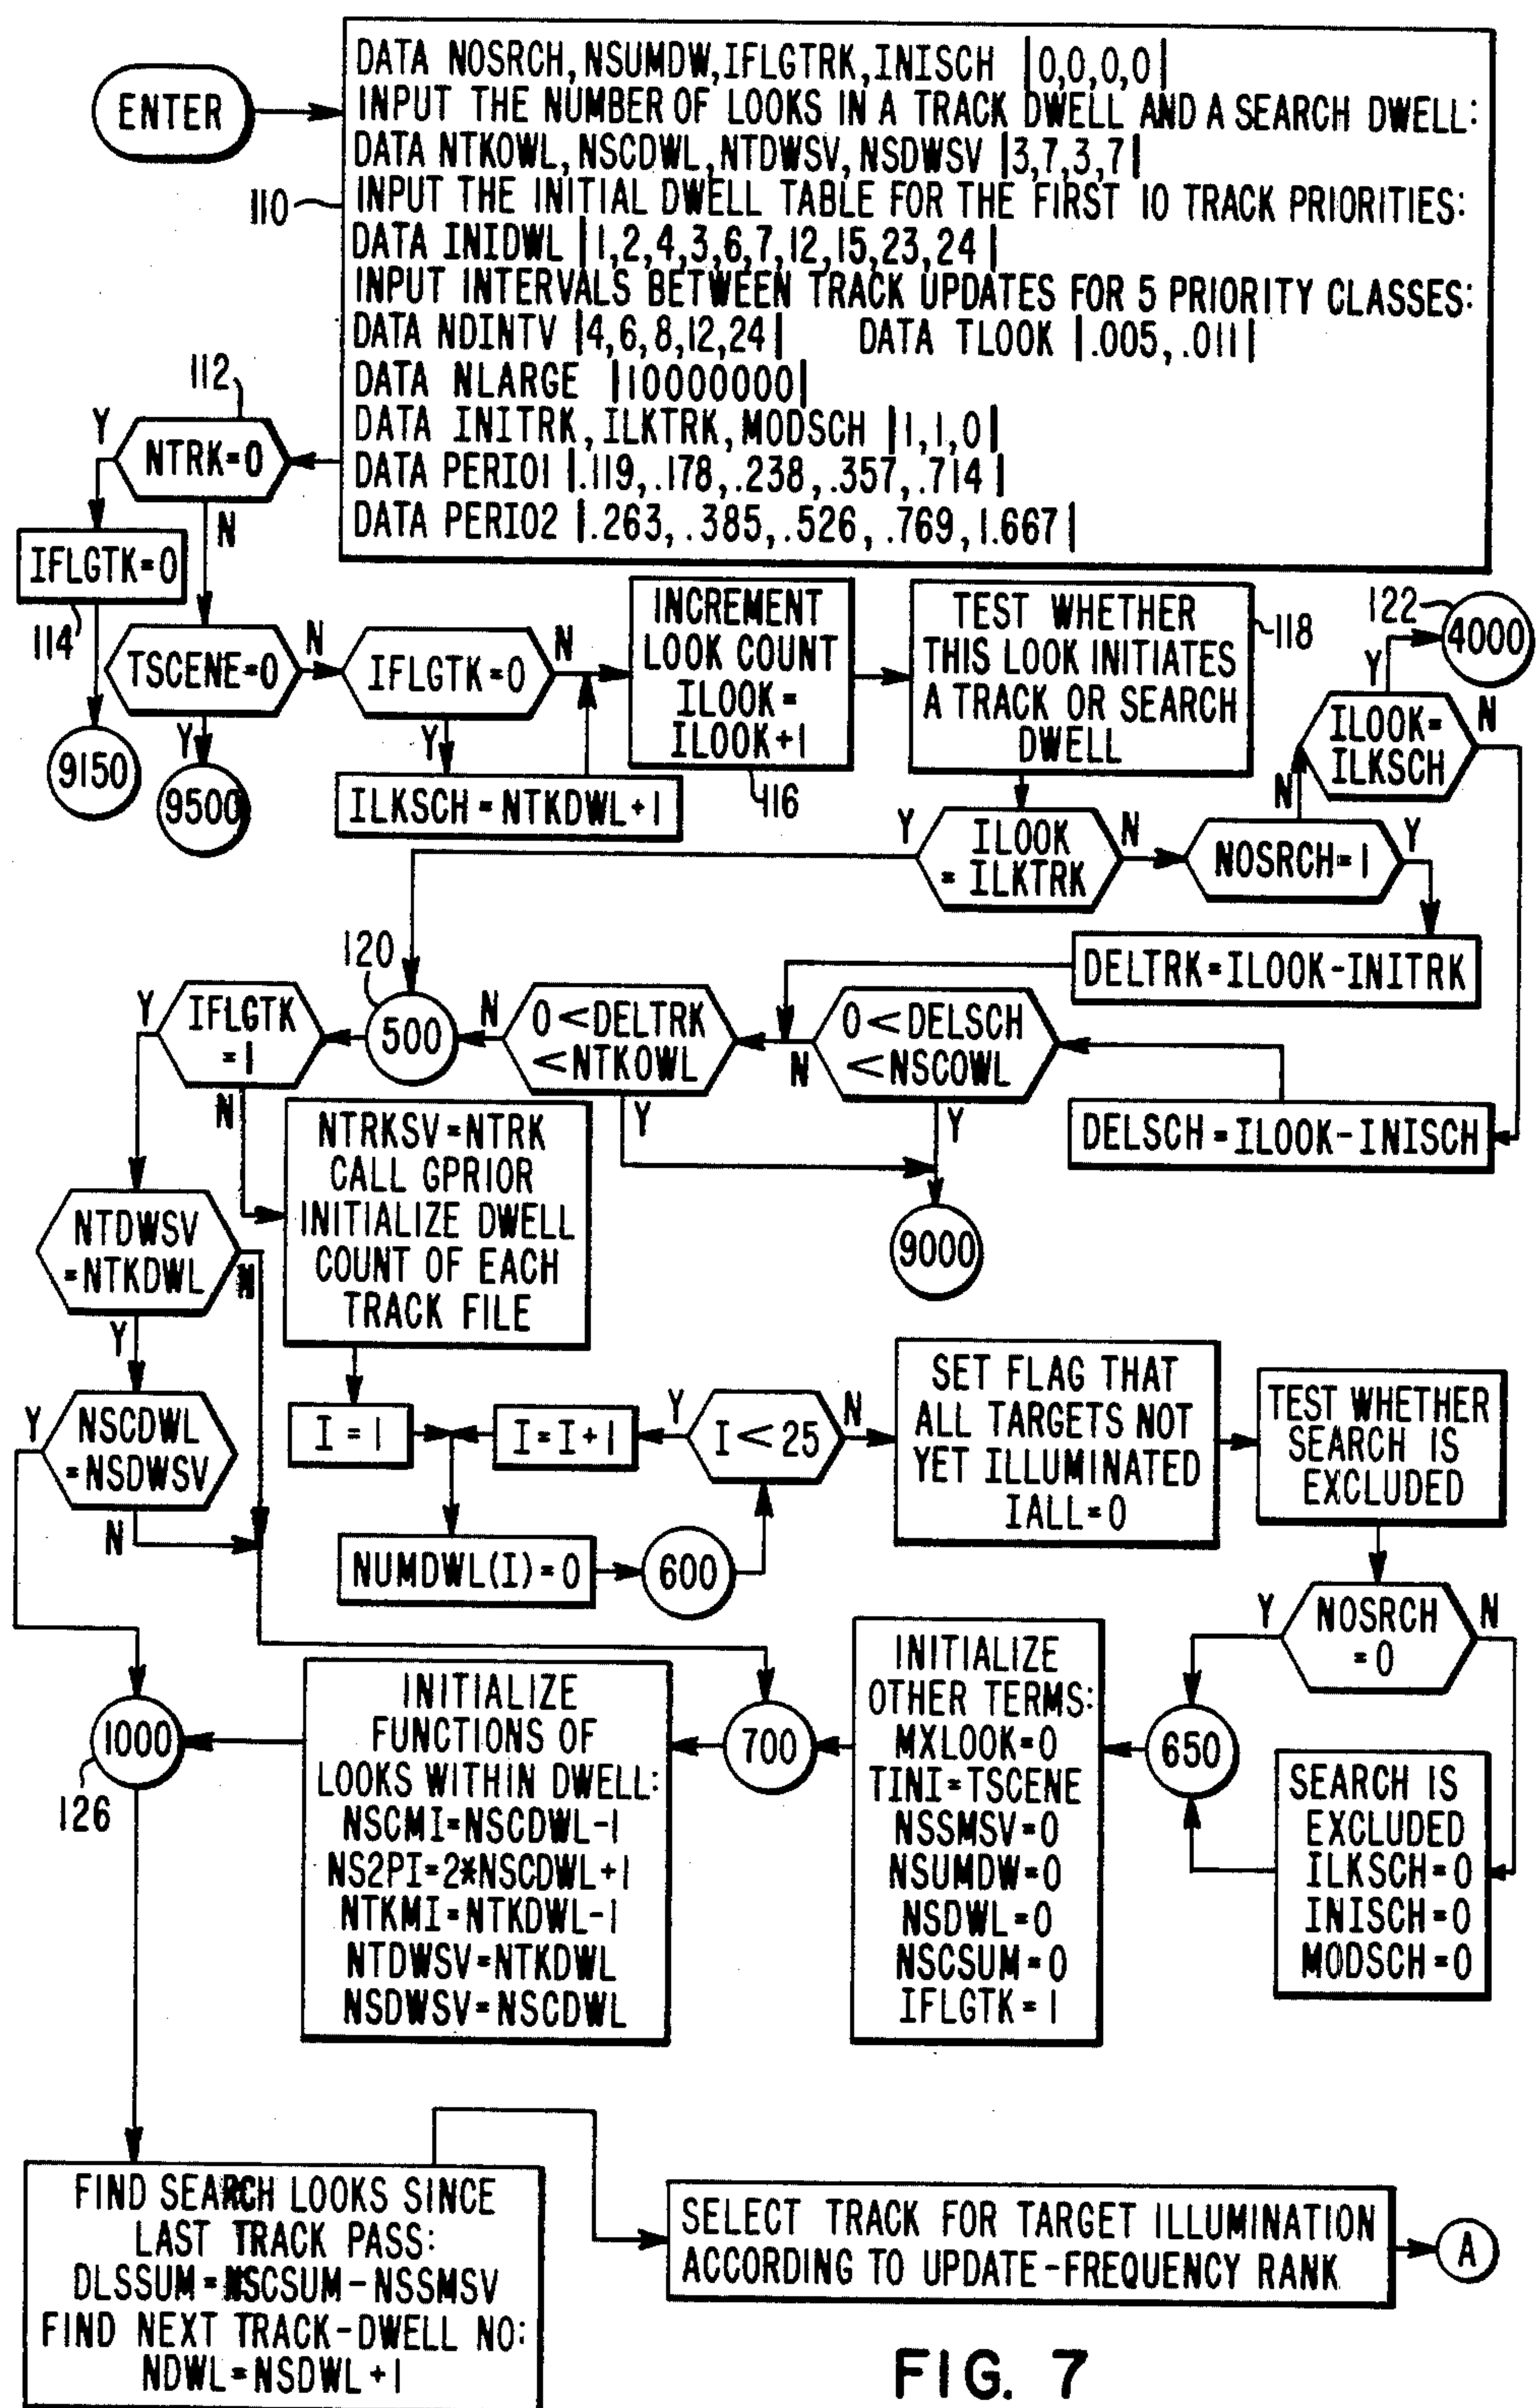 ENTER
DATA NOSRCH, NSUMDW, IFLGTRK, INISCH |0,0,0,0|
INPUT THE NUMBER OF LOOKS IN A TRACK DWELL AND A SEARCH DWELL:
DATA NTKOWL, NSCDWL, NTDWSV, NSDWSV |3,7,3,7|
INPUT THE INITIAL DWELL TABLE FOR THE FIRST 10 TRACK PRIORITIES:
DATA INIDWL |1,2,4,3,6,7,12,15,23,24|
INPUT INTERVALS BETWEEN TRACK UPDATES FOR 5 PRIORITY CLASSES:
DATA NDINTV |4,6,8,12,24| DATA TLOOK |.005, .011|
DATA NLARGE |10000000|
DATA INITRK, ILKTRK, MODSCH |1,1,0|
DATA PERIO1 |.119, .178, .238, .357, .714|
DATA PERIO2 |.263, .385, .526, .769, 1.667|
110
112
Y
NTRK=0
N
IFLGTK=0
114
9150
TSCENE=0
N
Y
9500
IFLGTK=0
N
Y
ILKSCH=NTKDWL+1
INCREMENT
LOOK COUNT
ILOOK=
ILOOK+1
116
TEST WHETHER
THIS LOOK INITIATES
A TRACK OR SEARCH
DWELL
118
122
4000
Y
ILOOK=
ILKSCH
N
N
Y
ILOOK
=ILKTRK
N
NOSRCH=1
Y
DELTRK=ILOOK-INITRK
120
Y
IFLGTK
=1
N
500
N
0<DELTRK
<NTKOWL
Y
0<DELSCH
<NSCOWL
N
Y
DELSCH=ILOOK-INISCH
9000
NTRKSV=NTRK
CALL GPRIOR
INITIALIZE DWELL
COUNT OF EACH
TRACK FILE
NTDWSV
=NTKDWL
N
Y
Y
NSCDWL
=NSDWSV
N
I=1
I=I+1
Y
I<25
N
NUMDWL(I)=0
600
SET FLAG THAT
ALL TARGETS NOT
YET ILLUMINATED
IALL=0
TEST WHETHER
SEARCH IS
EXCLUDED
Y
NOSRCH
=0
N
SEARCH IS
EXCLUDED
ILKSCH=0
INISCH=0
MODSCH=0
650
INITIALIZE
OTHER TERMS:
MXLOOK=0
TINI=TSCENE
NSSMSV=0
NSUMDW=0
NSDWL=0
NSCSUM=0
IFLGTK=1
700
INITIALIZE
FUNCTIONS OF
LOOKS WITHIN DWELL:
NSCMI=NSCDWL-1
NS2PI=2*NSCDWL+1
NTKMI=NTKDWL-1
NTDWSV=NTKDWL
NSDWSV=NSCDWL
1000
126
FIND SEARCH LOOKS SINCE
LAST TRACK PASS:
DLSSUM=NSCSUM-NSSMSV
FIND NEXT TRACK-DWELL NO:
NDWL=NSDWL+1
SELECT TRACK FOR TARGET ILLUMINATION
ACCORDING TO UPDATE-FREQUENCY RANK
A
FIG. 7